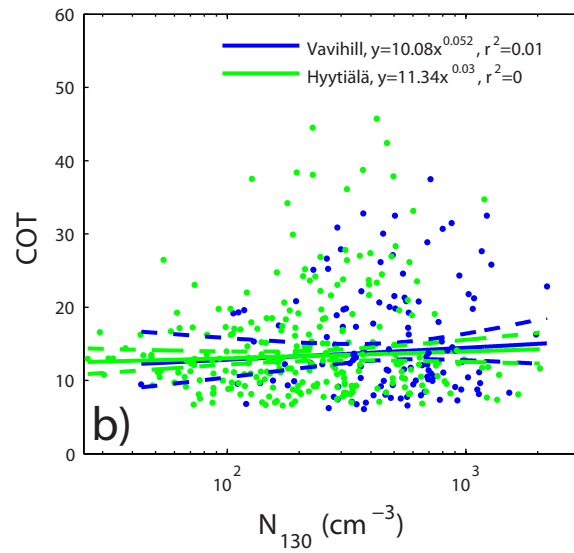 60
50
40
30
20
10
0
COT
Vavihill, y=10.08x^0.052, r^2=0.01
Hyytiälä, y=11.34x^0.03, r^2=0
b)
10^2
10^3
N_130 (cm^−3)